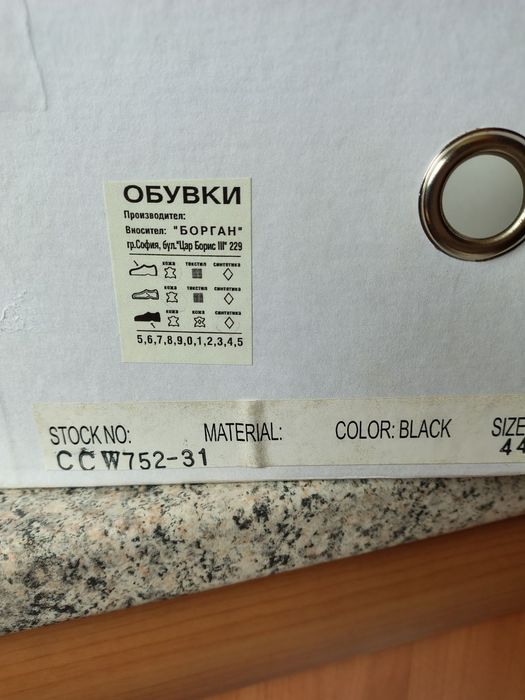 ОБУВКИ
Производител:
Вносител: "БОРГАН"
гр.София, бул."Цар Борис III" 229
кожа текстил синтетика
кожа текстил синтетика
кожа кожа синтетика
5,6,7,8,9,0,1,2,3,4,5
STOCK NO: MATERIAL: COLOR: BLACK SIZE
CCW752-31 44